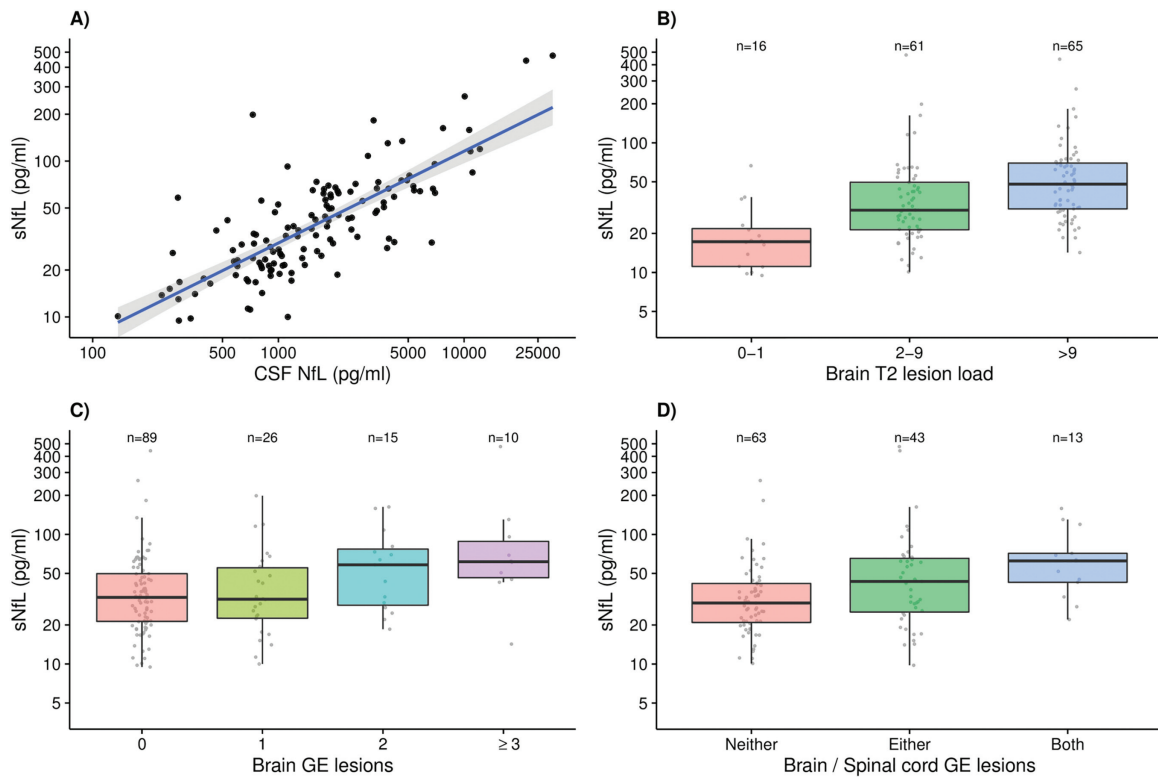 A)
500
400
300
200
100
50
20
10
sNfL (pg/ml)
100 500 1000 5000 10000 25000
CSF NfL (pg/ml)
B)
n=16 n=61 n=65
500
400
300
200
100
50
20
10
5
sNfL (pg/ml)
0−1 2−9 >9
Brain T2 lesion load
C)
n=89 n=26 n=15 n=10
500
400
300
200
100
50
20
10
5
sNfL (pg/ml)
0 1 2 ≥ 3
Brain GE lesions
D)
n=63 n=43 n=13
500
400
300
200
100
50
20
10
5
sNfL (pg/ml)
Neither Either Both
Brain / Spinal cord GE lesions